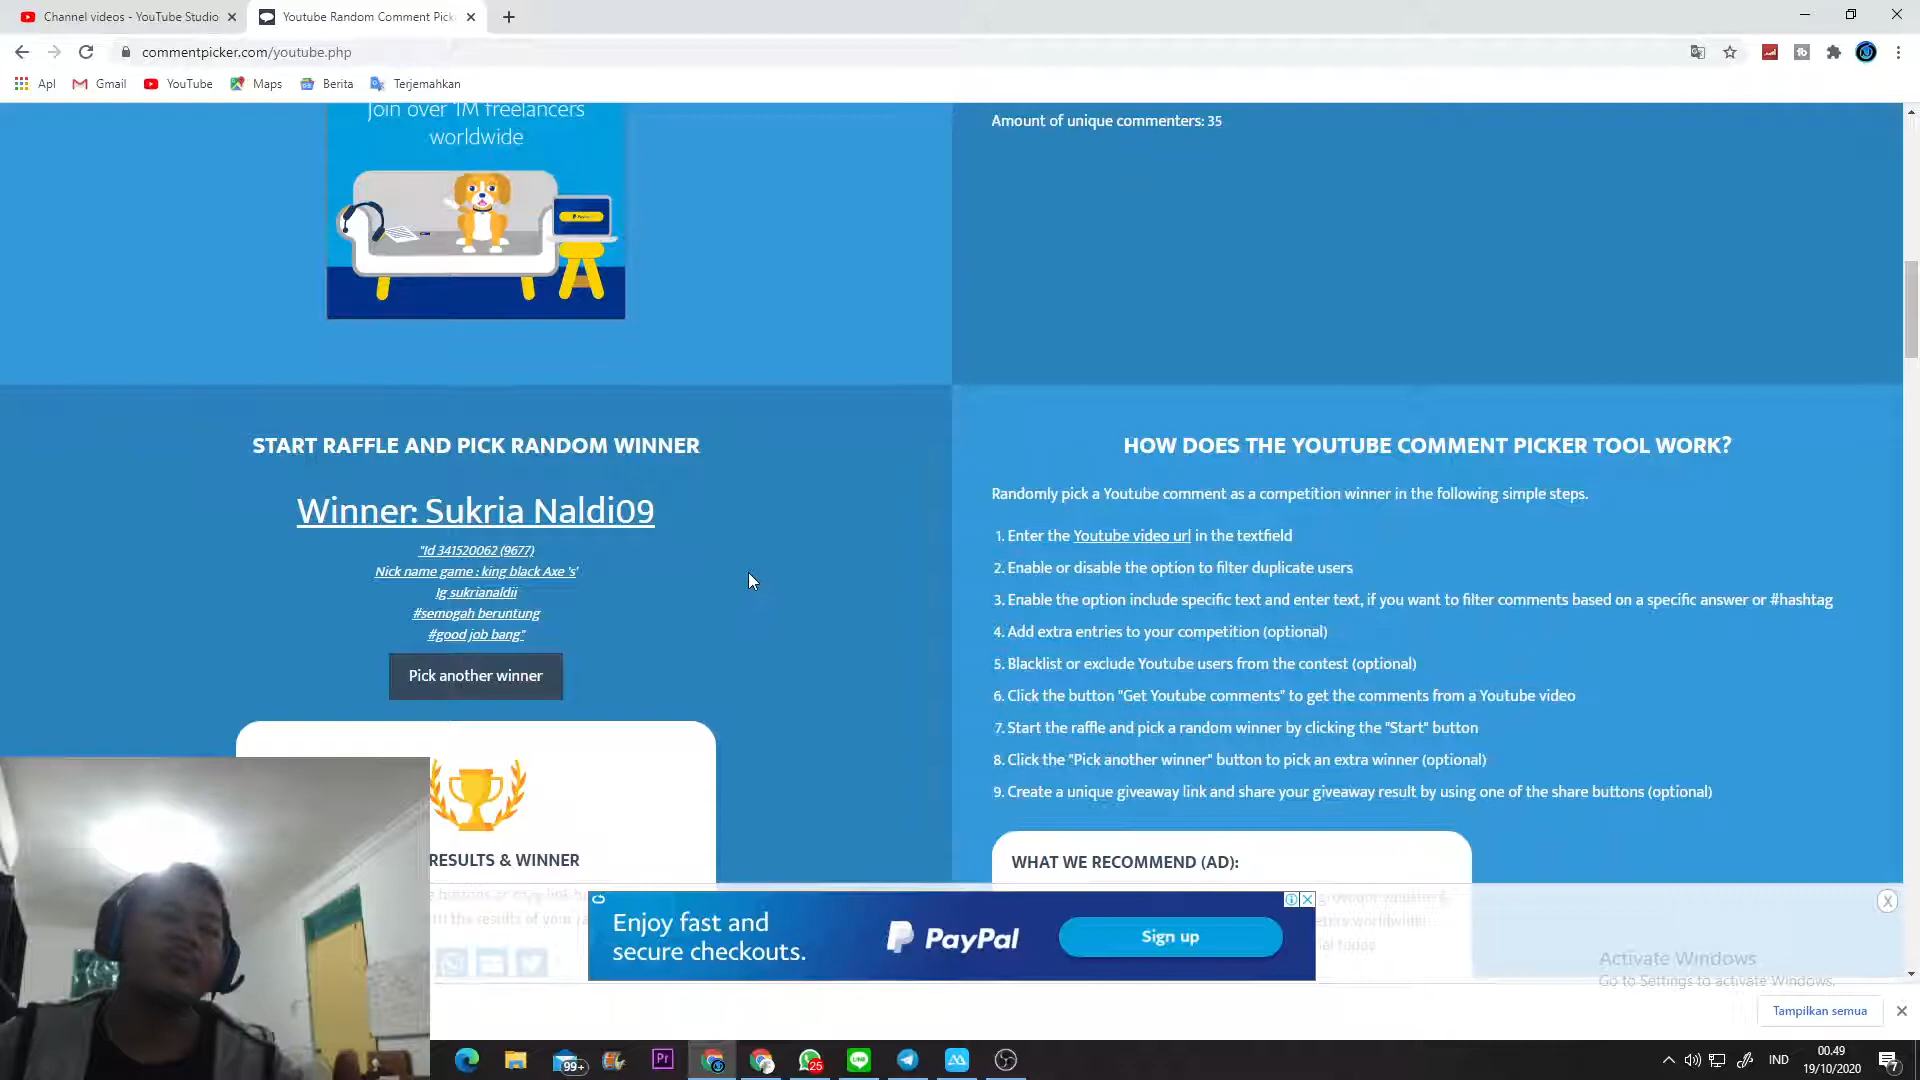 Channel videos - YouTube Studio
Youtube Random Comment Pick
commentpicker.com/youtube.php
Apl
Gmail
YouTube
Maps
Berita
Terjemahkan
Join over 1M freelancers
worldwide
Amount of unique commenters: 35
START RAFFLE AND PICK RANDOM WINNER
Winner: Sukria Naldi09
"Id 341520062 (9677)
Nick name game : king black Axe 's'
Ig sukrianaldii
#semogah beruntung
#good job bang"
Pick another winner
RESULTS & WINNER
HOW DOES THE YOUTUBE COMMENT PICKER TOOL WORK?
Randomly pick a Youtube comment as a competition winner in the following simple steps.
1. Enter the Youtube video url in the textfield
2. Enable or disable the option to filter duplicate users
3. Enable the option include specific text and enter text, if you want to filter comments based on a specific answer or #hashtag
4. Add extra entries to your competition (optional)
5. Blacklist or exclude Youtube users from the contest (optional)
6. Click the button "Get Youtube comments" to get the comments from a Youtube video
7. Start the raffle and pick a random winner by clicking the "Start" button
8. Click the "Pick another winner" button to pick an extra winner (optional)
9. Create a unique giveaway link and share your giveaway result by using one of the share buttons (optional)
WHAT WE RECOMMEND (AD):
Enjoy fast and
secure checkouts.
PayPal
Sign up
Activate Windows
Go to Settings to activate Windows.
Tampilkan semua
99+
Pr
25
IND
00.49
19/10/2020
7